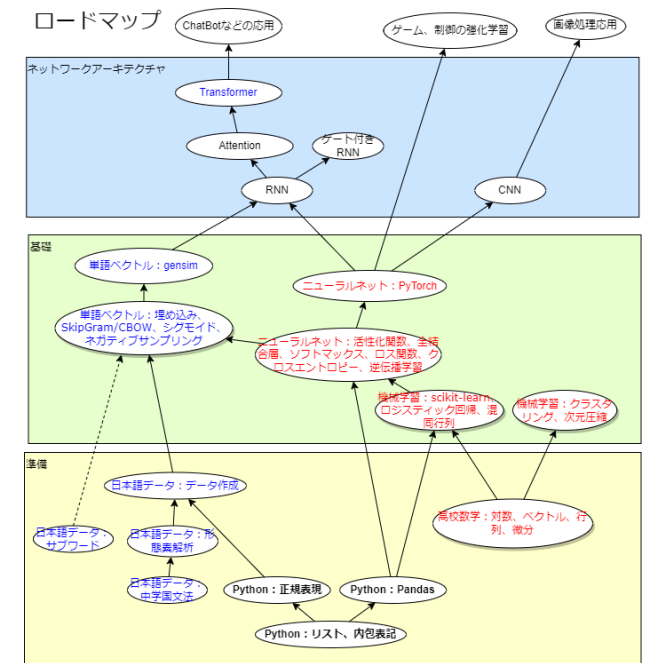 ロードマップ
ChatBotなどの応用
ゲーム、制御の強化学習
画像処理応用
ネットワークアーキテクチャ
Transformer
Attention
ゲート付き
RNN
RNN
CNN
基礎
単語ベクトル：gensim
ニューラルネット：PyTorch
単語ベクトル：埋め込み、
SkipGram/CBOW、シグモイド、
ネガティブサンプリング
ニューラルネット：活性化関数、全結
合層、ソフトマックス、ロス関数、ク
ロスエントロピー、逆伝播学習
機械学習：scikit-learn、
ロジスティック回帰、混
同行列
機械学習：クラスタ
リング、次元圧縮
準備
日本語データ：データ作成
高校数学：対数、ベクトル、行
列、微分
日本語データ：
サブワード
日本語データ：形
態素解析
日本語データ：
中学国文法
Python：正規表現
Python：Pandas
Python：リスト、内包表記